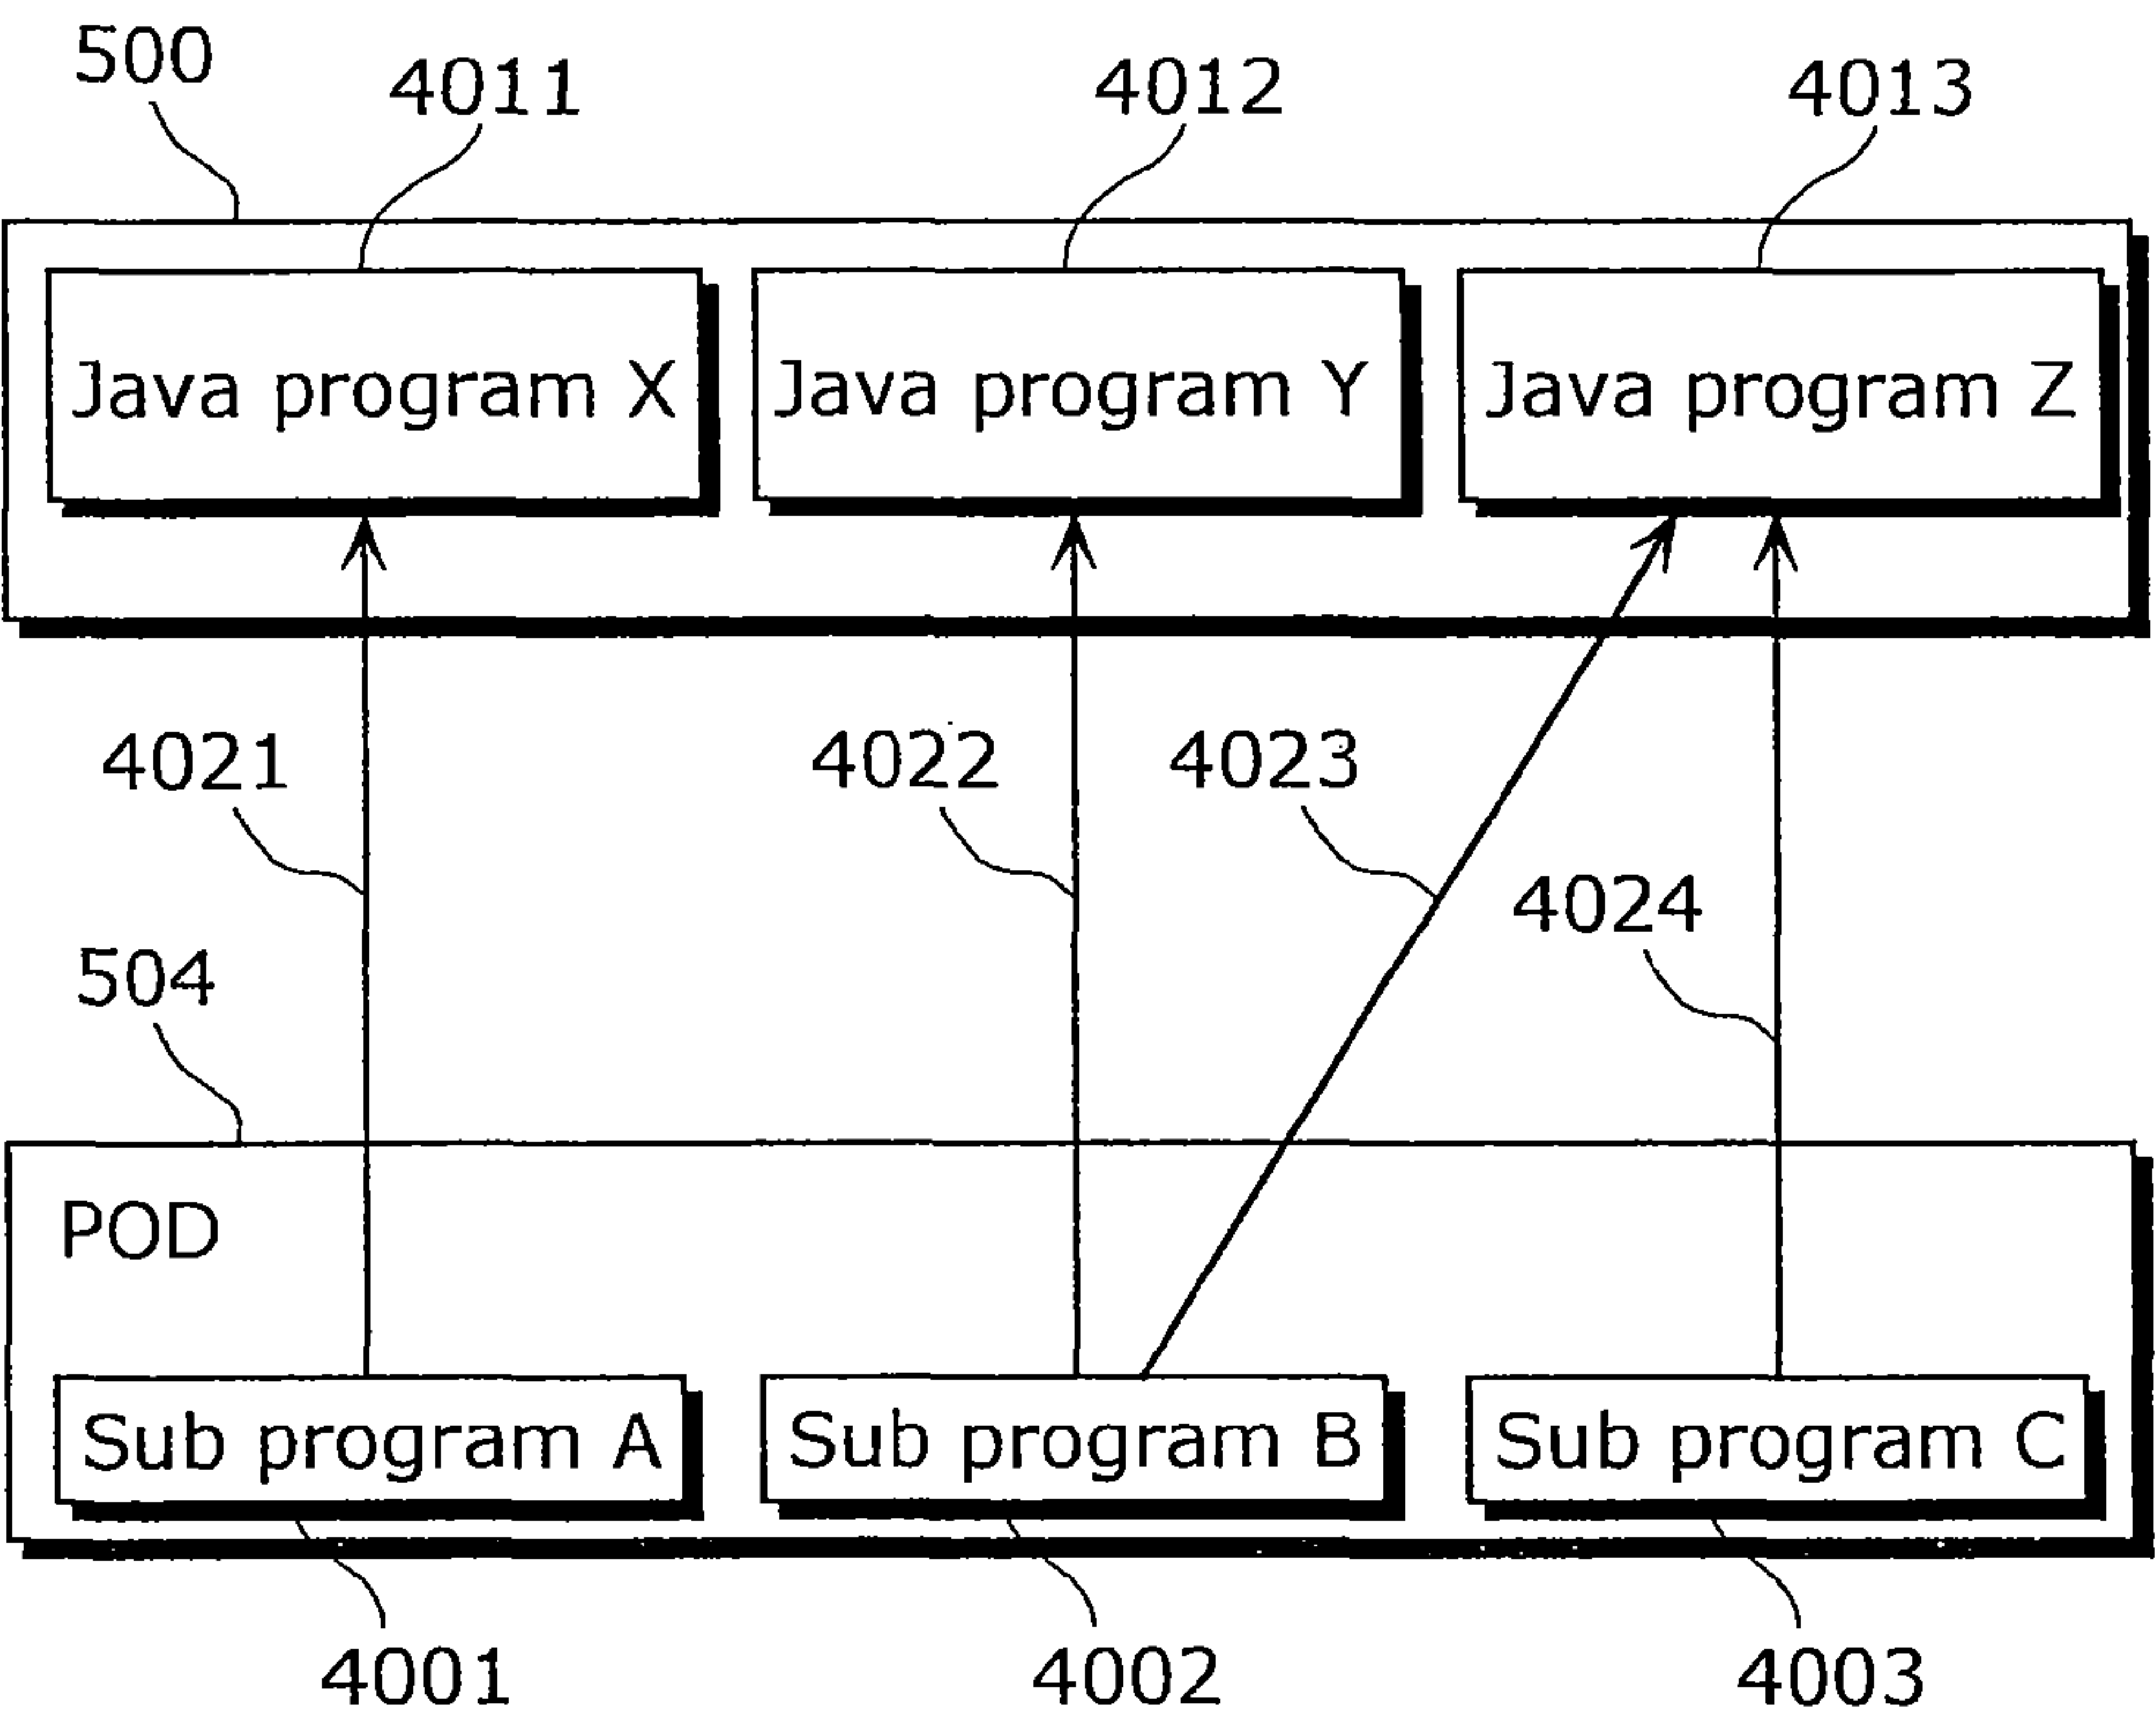 500
4011
4012
4013
Java program X
Java program Y
Java program Z
4021
4022
4023
4024
504
POD
Sub program A
Sub program B
Sub program C
4001
4002
4003